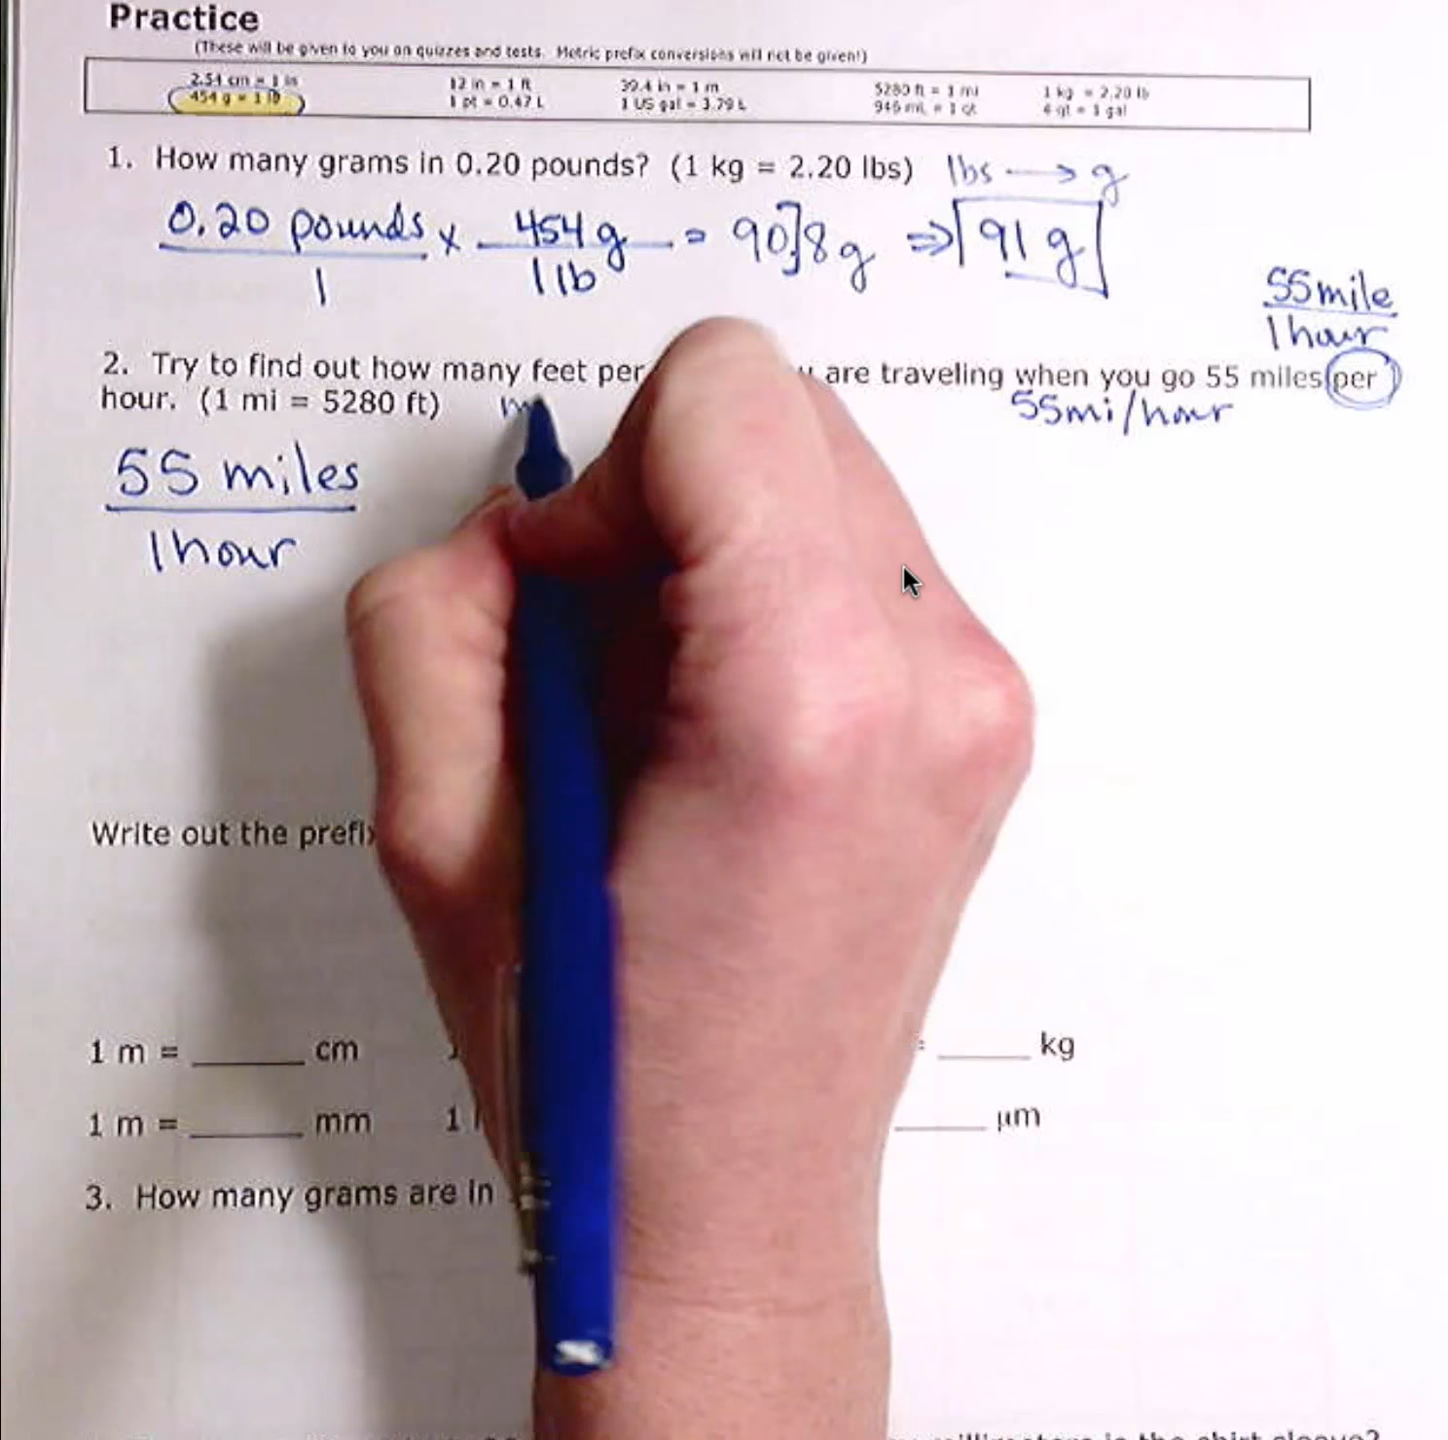 Practice
(These will be given to you on quizzes and tests. Metric prefix conversions will not be given!)
2.54 cm = 1 in 12 in = 1 ft 39.4 in = 1 m 5280 ft = 1 mi 1 kg = 2.20 lb
454 g = 1 lb 1 pt = 0.47 L 1 US gal = 3.79 L 946 mL = 1 qt 4 qt = 1 gal
1. How many grams in 0.20 pounds? (1 kg = 2.20 lbs) lbs → g
0.20 pounds x 454 g = 90.8 g ⇒ 91 g
1 1 lb
55 mile
1 hour
2. Try to find out how many feet per are traveling when you go 55 miles per
hour. (1 mi = 5280 ft) 55 mi/hour
55 miles
1 hour
Write out the
1 m = ______ cm = _____ kg
1 m = ______ mm 1 _____ µm
3. How many grams are in
is the shirt sleeve?